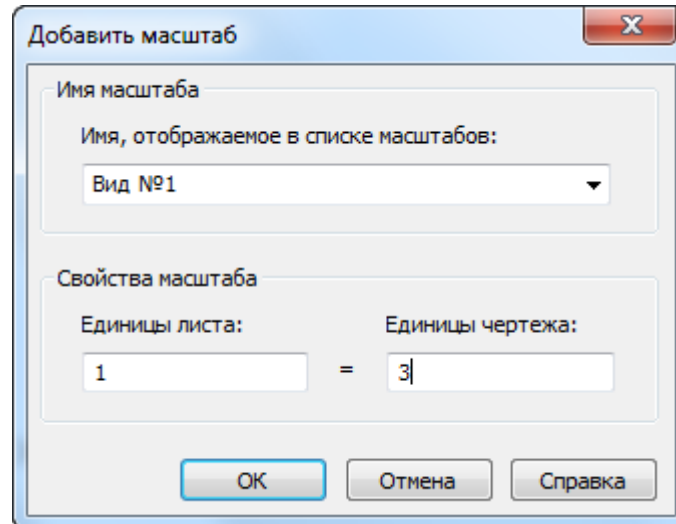 Добавить масштаб
Имя масштаба
Имя, отображаемое в списке масштабов:
Вид №1
Свойства масштаба
Единицы листа: Единицы чертежа:
1 = 3
ОК Отмена Справка